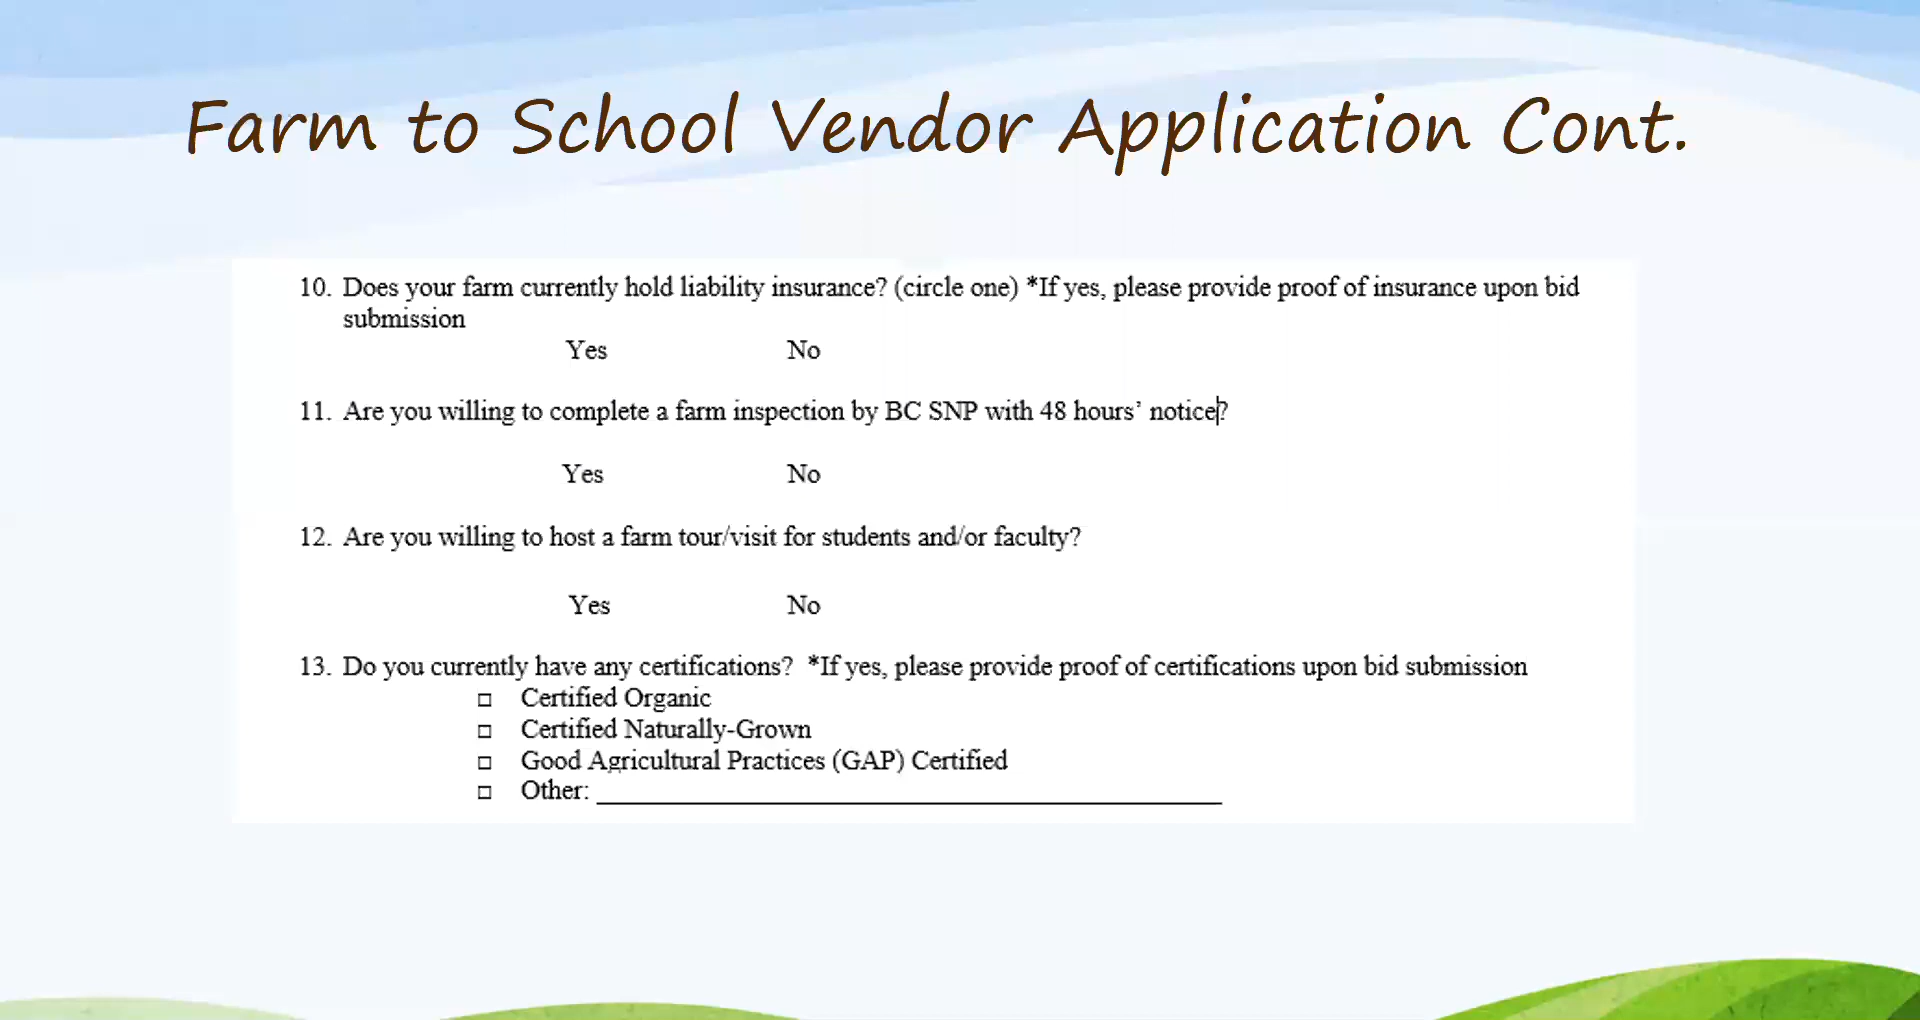 Farm to School Vendor Application Cont.
10. Does your farm currently hold liability insurance? (circle one) *If yes, please provide proof of insurance upon bid
submission
Yes No
11. Are you willing to complete a farm inspection by BC SNP with 48 hours’ notice?
Yes No
12. Are you willing to host a farm tour/visit for students and/or faculty?
Yes No
13. Do you currently have any certifications? *If yes, please provide proof of certifications upon bid submission
□ Certified Organic
□ Certified Naturally-Grown
□ Good Agricultural Practices (GAP) Certified
□ Other: ____________________